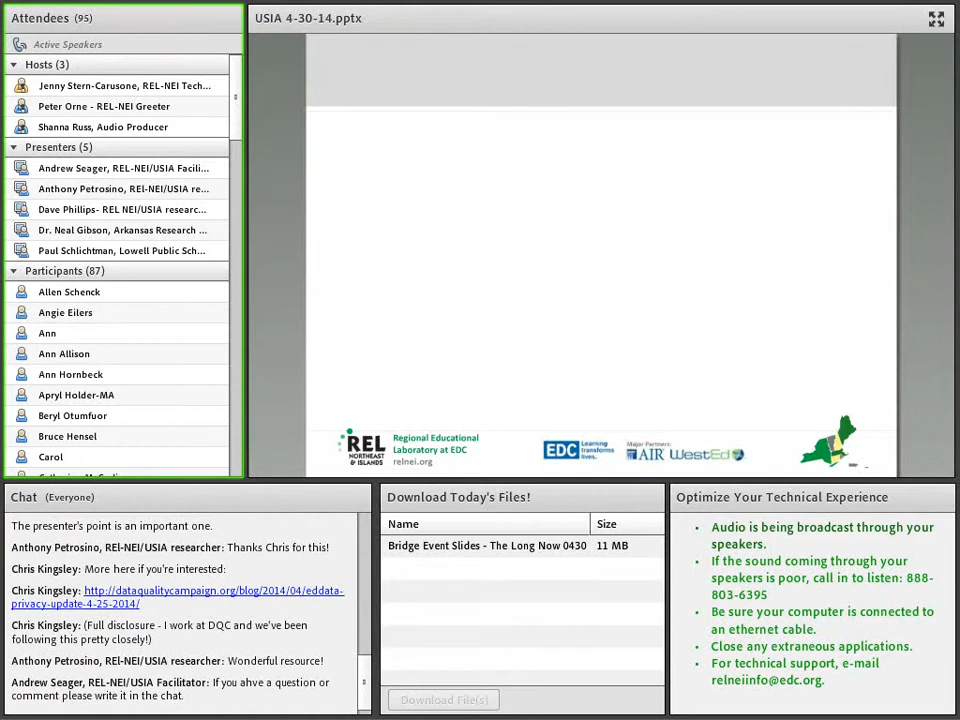 Attendees (95)
Active Speakers
Hosts (3)
Jenny Stern-Carusone, REL-NEI Tech...
Peter Orne - REL-NEI Greeter
Shanna Russ, Audio Producer
Presenters (5)
Andrew Seager, REL-NEI/USIA Facili...
Anthony Petrosino, REl-NEI/USIA re...
Dave Phillips- REL NEI/USIA researc...
Dr. Neal Gibson, Arkansas Research ...
Paul Schlichtman, Lowell Public Sch...
Participants (87)
Allen Schenck
Angie Eilers
Ann
Ann Allison
Ann Hornbeck
Apryl Holder-MA
Beryl Otumfuor
Bruce Hensel
Carol
USIA 4-30-14.pptx
REL
NORTHEAST
& ISLANDS
Regional Educational
Laboratory at EDC
relnei.org
EDC
Learning
transforms
lives.
Major Partners:
AIR WestEd
Chat (Everyone)
The presenter's point is an important one.
Anthony Petrosino, REl-NEI/USIA researcher: Thanks Chris for this!
Chris Kingsley: More here if you're interested:
Chris Kingsley: http://dataqualitycampaign.org/blog/2014/04/eddata-
privacy-update-4-25-2014/
Chris Kingsley: (Full disclosure - I work at DQC and we've been
following this pretty closely!)
Anthony Petrosino, REl-NEI/USIA researcher: Wonderful resource!
Andrew Seager, REL-NEI/USIA Facilitator: If you ahve a question or
comment please write it in the chat.
Download Today's Files!
Name Size
Bridge Event Slides - The Long Now 0430 11 MB
Download File(s)
Optimize Your Technical Experience
• Audio is being broadcast through your
speakers.
• If the sound coming through your
speakers is poor, call in to listen: 888-
803-6395
• Be sure your computer is connected to
an ethernet cable.
• Close any extraneous applications.
• For technical support, e-mail
relneiinfo@edc.org.